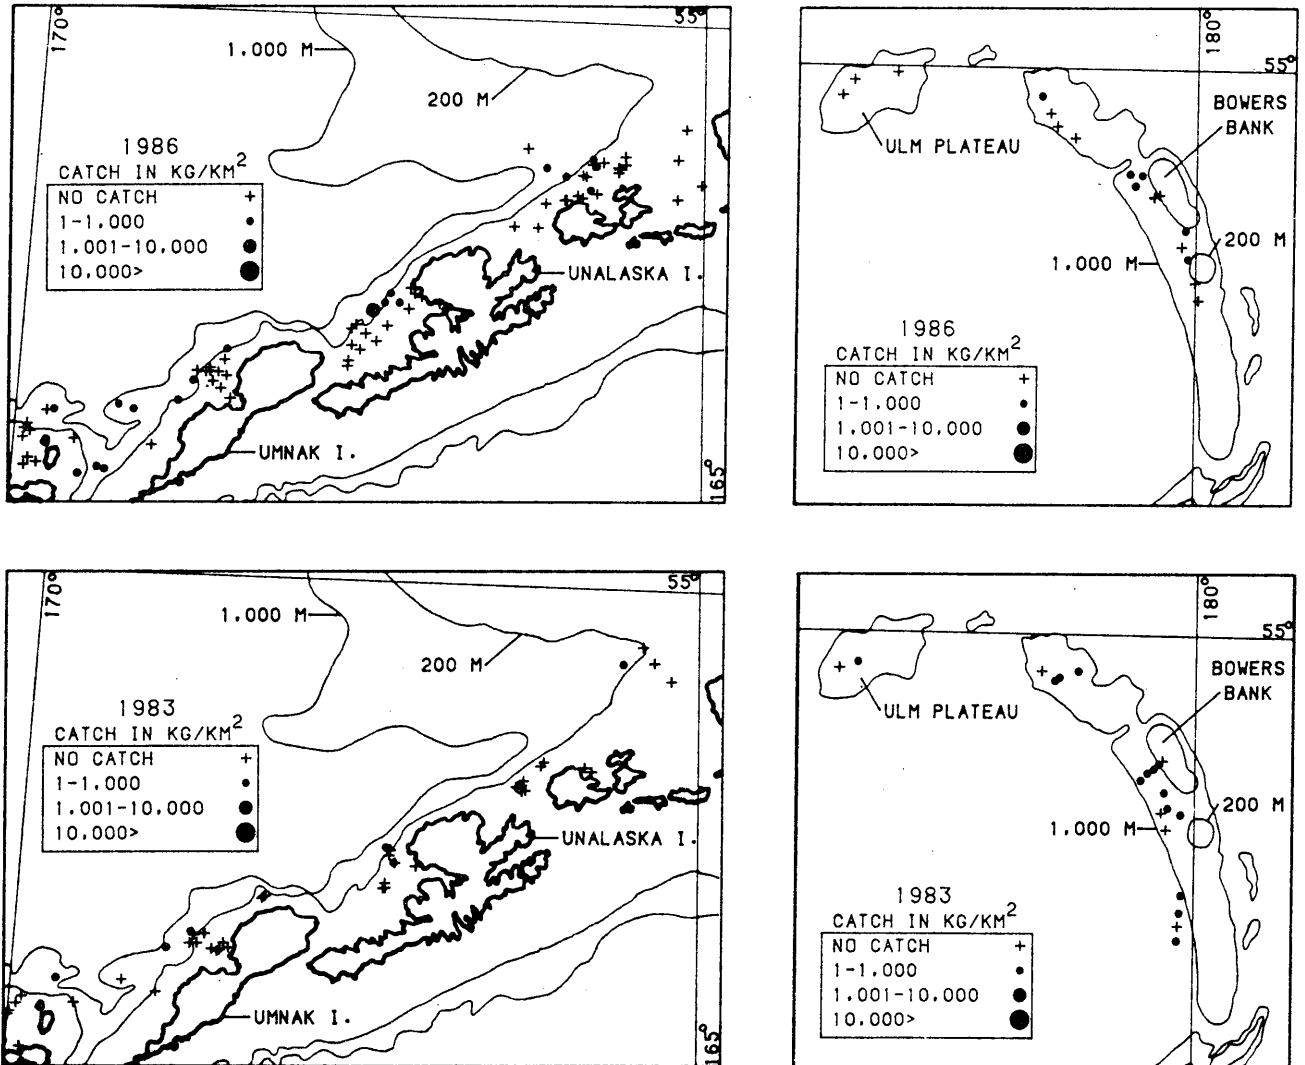 170°
55°
1.000 M
200 M
1986
CATCH IN KG/KM²
NO CATCH +
1-1.000
1.001-10.000
10.000>
UNALASKA I.
UMNAK I.
165°
180°
55°
BOWERS
BANK
ULM PLATEAU
200 M
1.000 M
1986
CATCH IN KG/KM²
NO CATCH +
1-1.000
1.001-10.000
10.000>
170°
55°
1.000 M
200 M
1983
CATCH IN KG/KM²
NO CATCH +
1-1.000
1.001-10.000
10.000>
UNALASKA I.
UMNAK I.
165°
180°
55°
BOWERS
BANK
ULM PLATEAU
200 M
1.000 M
1983
CATCH IN KG/KM²
NO CATCH +
1-1.000
1.001-10.000
10.000>